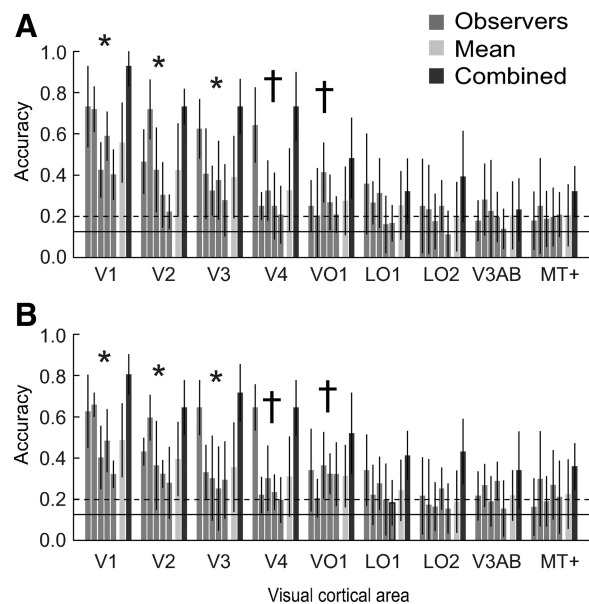 A
Observers
Mean
Combined
Accuracy
1.0
0.8
0.6
0.4
0.2
0.0
* * * † †
V1 V2 V3 V4 VO1 LO1 LO2 V3AB MT+
B
Accuracy
1.0
0.8
0.6
0.4
0.2
0.0
* * * † †
V1 V2 V3 V4 VO1 LO1 LO2 V3AB MT+
Visual cortical area